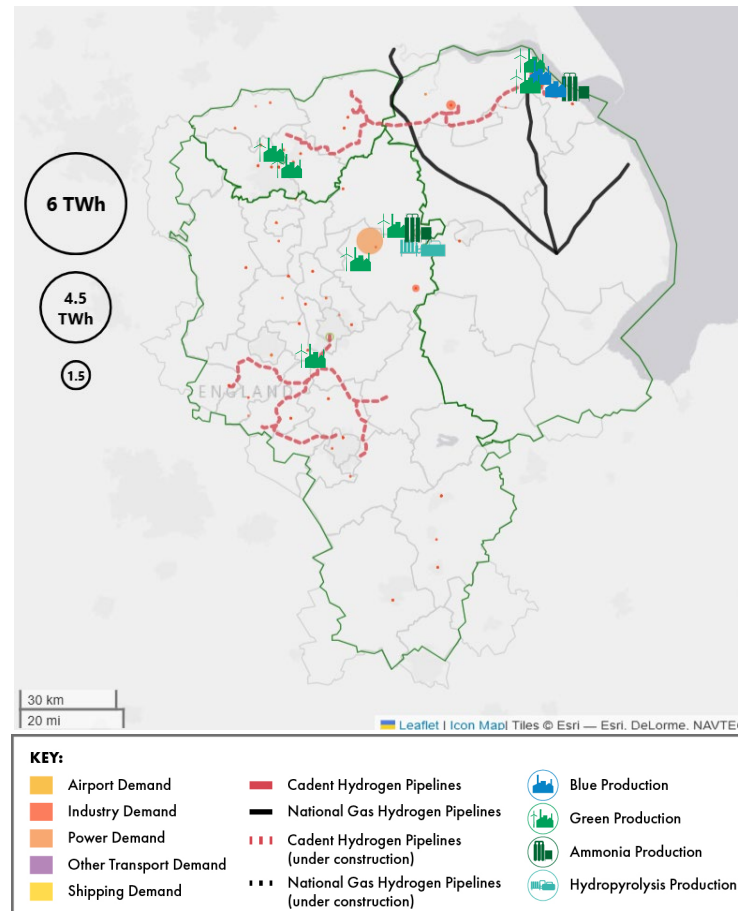 6 TWh
4.5
TWh
1.5
ENGLAND
30 km
20 mi
Leaflet | Icon Map| Tiles © Esri — Esri, DeLorme, NAVTEQ
KEY:
Airport Demand
Industry Demand
Power Demand
Other Transport Demand
Shipping Demand
Cadent Hydrogen Pipelines
National Gas Hydrogen Pipelines
Cadent Hydrogen Pipelines
(under construction)
National Gas Hydrogen Pipelines
(under construction)
Blue Production
Green Production
Ammonia Production
Hydropyrolysis Production